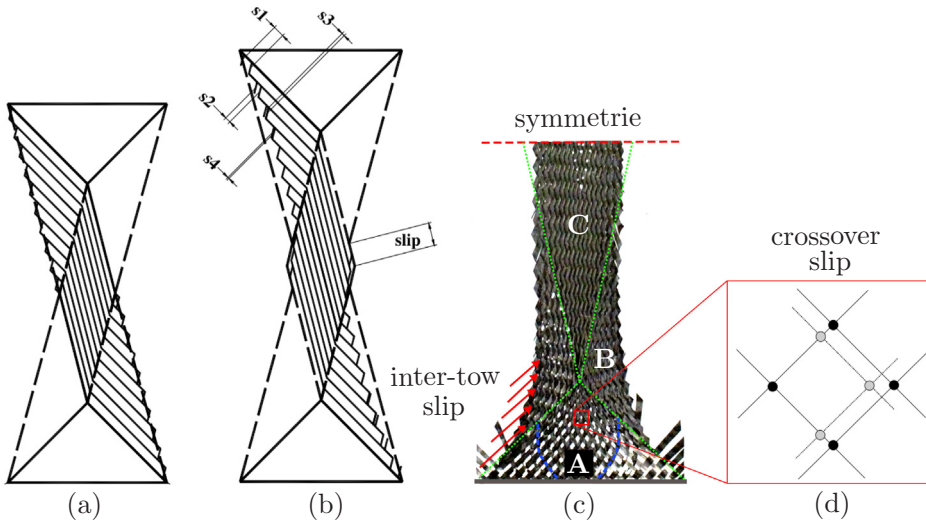 s1
s3
s2
s4
slip
symmetrie
C
B
inter-tow
slip
A
crossover
slip
(a)
(b)
(c)
(d)